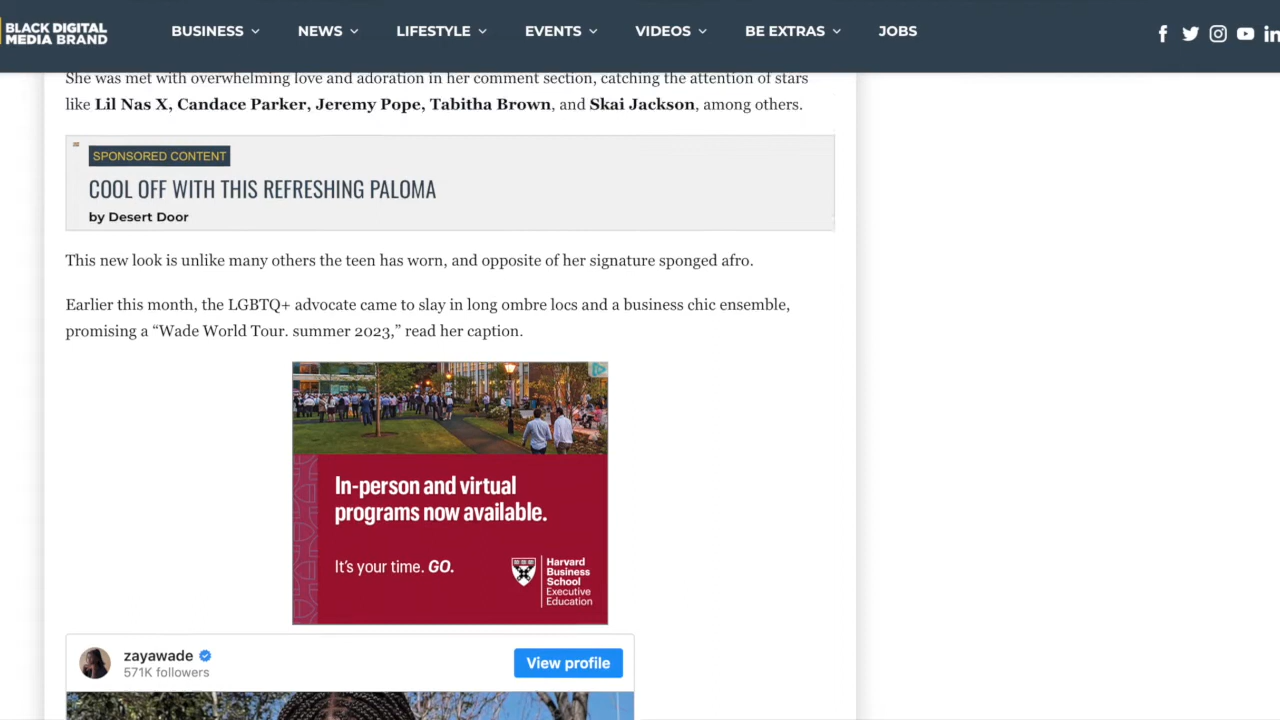 BLACK DIGITAL
MEDIA BRAND
BUSINESS NEWS LIFESTYLE EVENTS VIDEOS BE EXTRAS JOBS
She was met with overwhelming love and adoration in her comment section, catching the attention of stars
like Lil Nas X, Candace Parker, Jeremy Pope, Tabitha Brown, and Skai Jackson, among others.
SPONSORED CONTENT
COOL OFF WITH THIS REFRESHING PALOMA
by Desert Door
This new look is unlike many others the teen has worn, and opposite of her signature sponged afro.
Earlier this month, the LGBTQ+ advocate came to slay in long ombre locs and a business chic ensemble,
promising a “Wade World Tour. summer 2023,” read her caption.
In-person and virtual
programs now available.
It's your time. GO.
Harvard
Business
School
Executive
Education
zayawade
571K followers
View profile